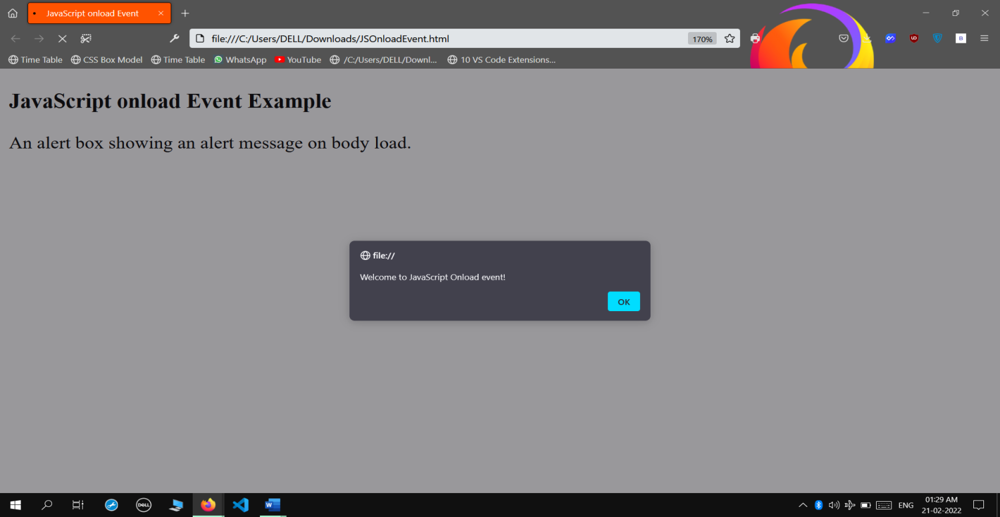 JavaScript onload Event
file:///C:/Users/DELL/Downloads/JSOnloadEvent.html 170%
Time Table CSS Box Model Time Table WhatsApp YouTube /C:/Users/DELL/Downl... 10 VS Code Extensions...
JavaScript onload Event Example
An alert box showing an alert message on body load.
file://
Welcome to JavaScript Onload event!
OK
DELL W ENG 01:29 AM
21-02-2022